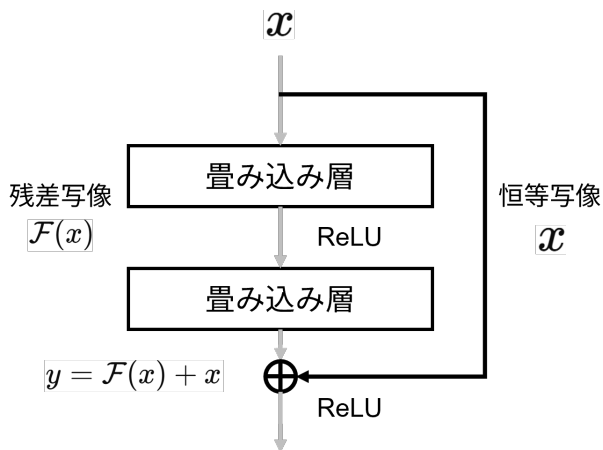 x
畳み込み層
残差写像
F(x)
恒等写像
x
ReLU
畳み込み層
y = F(x) + x
ReLU